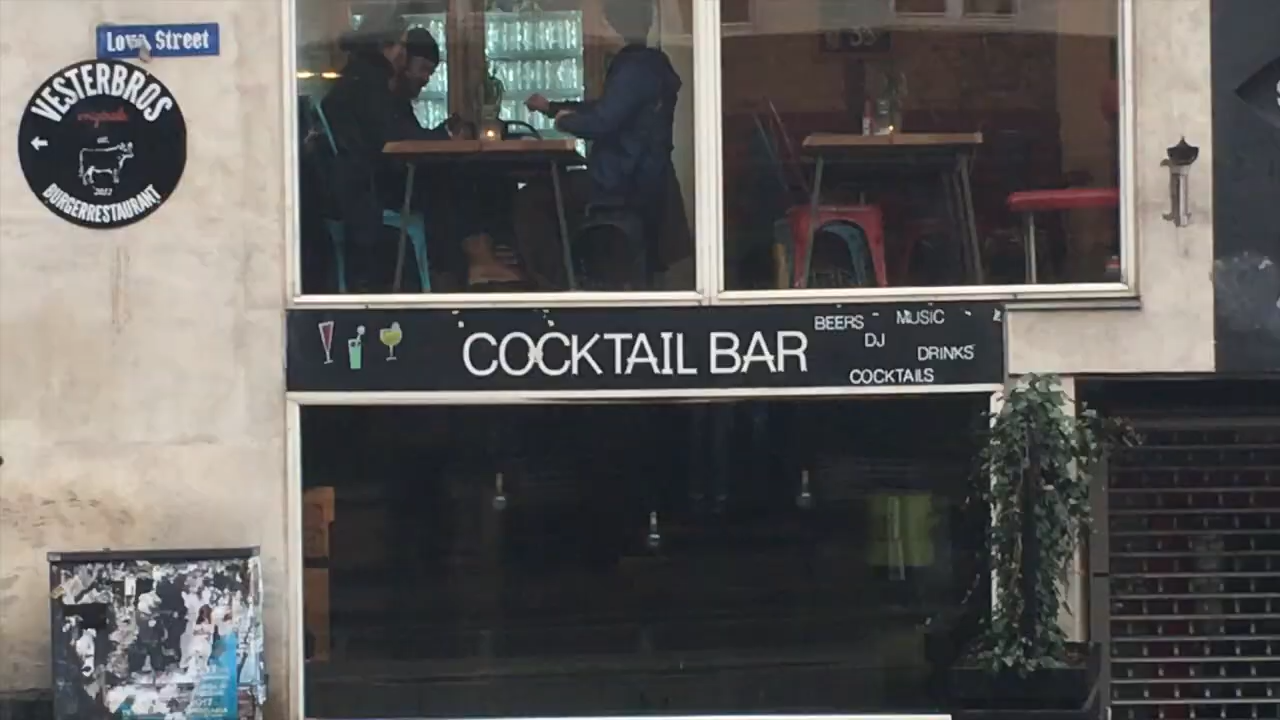 Love Street
VESTERBROS
originale
EST.
2012
BURGERRESTAURANT
COCKTAIL BAR
BEERS
MUSIC
DJ
DRINKS
COCKTAILS